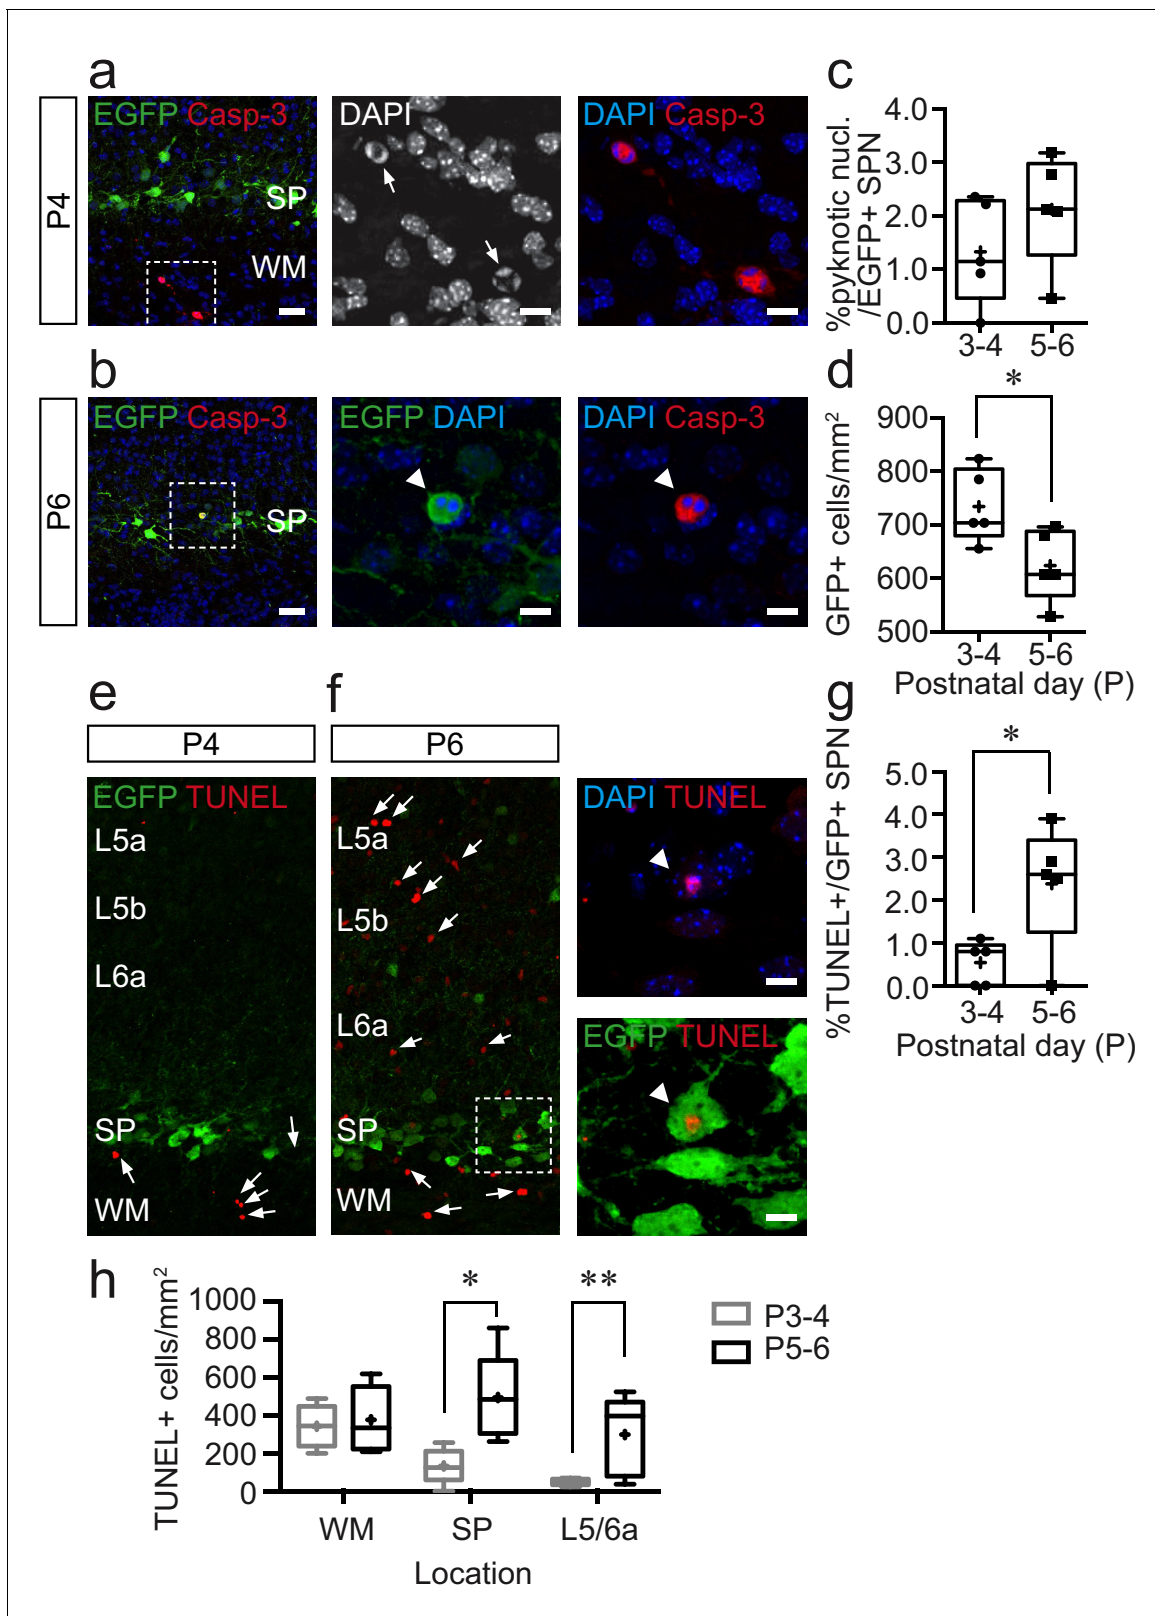 a
P4
EGFP Casp-3
SP
WM
DAPI
DAPI Casp-3
c
%pyknotic nucl.
/EGFP+ SPN
4.0
3.0
2.0
1.0
0.0
3-4 5-6
b
P6
EGFP Casp-3
SP
EGFP DAPI
DAPI Casp-3
d
*
GFP+ cells/mm²
900
800
700
600
500
3-4 5-6
Postnatal day (P)
e
P4
EGFP TUNEL
L5a
L5b
L6a
SP
WM
f
P6
L5a
L5b
L6a
SP
WM
DAPI TUNEL
EGFP TUNEL
g
*
%TUNEL+/GFP+ SPN
5.0
4.0
3.0
2.0
1.0
0.0
3-4 5-6
Postnatal day (P)
h
TUNEL+ cells/mm²
1000
800
600
400
200
0
*
**
WM SP L5/6a
Location
P3-4
P5-6